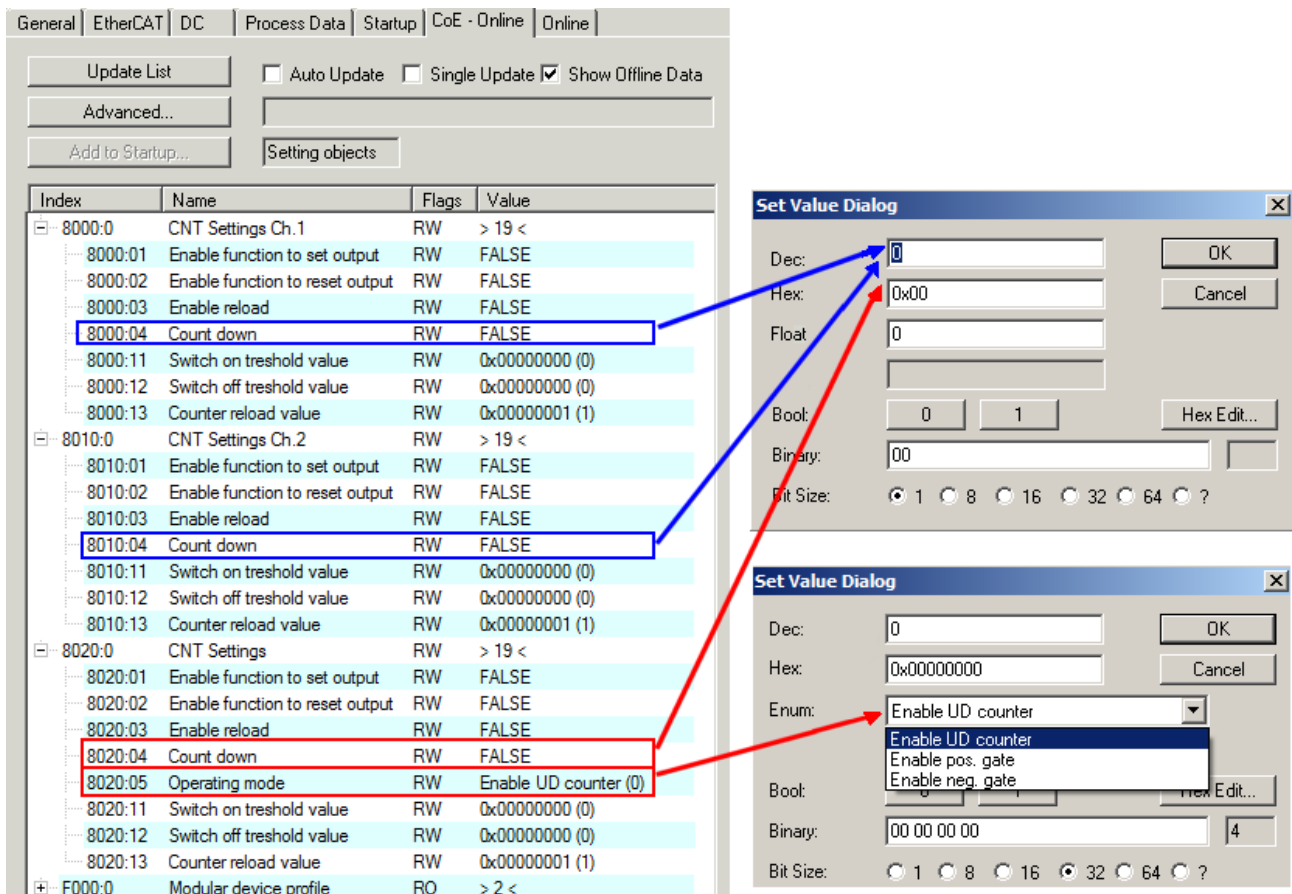 General EtherCAT DC Process Data Startup CoE - Online Online
Update List Auto Update Single Update Show Offline Data
Advanced...
Add to Startup... Setting objects
Index Name Flags Value
8000:0 CNT Settings Ch.1 RW > 19 <
8000:01 Enable function to set output RW FALSE
8000:02 Enable function to reset output RW FALSE
8000:03 Enable reload RW FALSE
8000:04 Count down RW FALSE
8000:11 Switch on treshold value RW 0x00000000 (0)
8000:12 Switch off treshold value RW 0x00000000 (0)
8000:13 Counter reload value RW 0x00000001 (1)
8010:0 CNT Settings Ch.2 RW > 19 <
8010:01 Enable function to set output RW FALSE
8010:02 Enable function to reset output RW FALSE
8010:03 Enable reload RW FALSE
8010:04 Count down RW FALSE
8010:11 Switch on treshold value RW 0x00000000 (0)
8010:12 Switch off treshold value RW 0x00000000 (0)
8010:13 Counter reload value RW 0x00000001 (1)
8020:0 CNT Settings RW > 19 <
8020:01 Enable function to set output RW FALSE
8020:02 Enable function to reset output RW FALSE
8020:03 Enable reload RW FALSE
8020:04 Count down RW FALSE
8020:05 Operating mode RW Enable UD counter (0)
8020:11 Switch on treshold value RW 0x00000000 (0)
8020:12 Switch off treshold value RW 0x00000000 (0)
8020:13 Counter reload value RW 0x00000001 (1)
F000:0 Modular device profile RO > 2 <
Set Value Dialog
Dec: 0 OK
Hex: 0x00 Cancel
Float 0
Bool: 0 1 Hex Edit...
Binary: 00
Bit Size: 1 8 16 32 64 ?
Set Value Dialog
Dec: 0 OK
Hex: 0x00000000 Cancel
Enum: Enable UD counter
Enable UD counter
Enable pos. gate
Enable neg. gate
Bool: Hex Edit...
Binary: 00 00 00 00 4
Bit Size: 1 8 16 32 64 ?